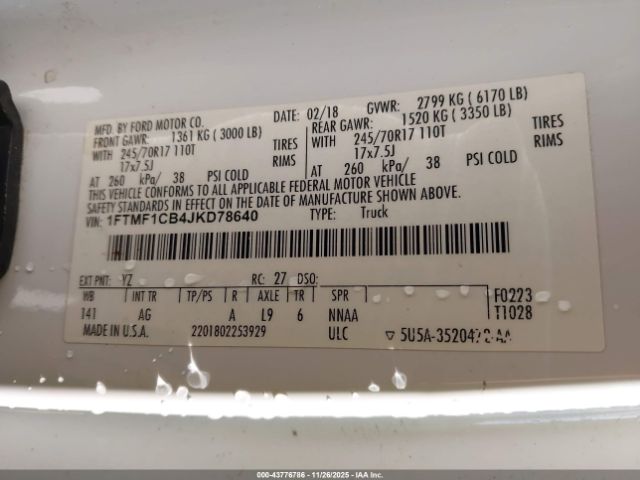 MFD. BY FORD MOTOR CO. DATE: 02/18 GVWR: 2799 KG ( 6170 LB)
FRONT GAWR: 1361 KG ( 3000 LB) REAR GAWR: 1520 KG ( 3350 LB)
WITH 245/70R17 110T TIRES WITH 245/70R17 110T TIRES
17x7.5J RIMS 17x7.5J RIMS
AT 260 kPa/ 38 PSI COLD AT 260 kPa/ 38 PSI COLD
THIS VEHICLE CONFORMS TO ALL APPLICABLE FEDERAL MOTOR VEHICLE
SAFETY STANDARDS IN EFFECT ON THE DATE OF MANUFACTURE SHOWN ABOVE.
VIN: 1FTMF1CB4JKD78640 TYPE: Truck
EXT PNT: YZ RC: 27 DSO:
WB INT TR TP/PS R AXLE TR SPR F0223
141 AG A L9 6 NNAA T1028
MADE IN U.S.A. 2201802253929 ULC ▽ 5U5A-3520472-AA
000-43776786 - 11/26/2025 - IAAI.COM